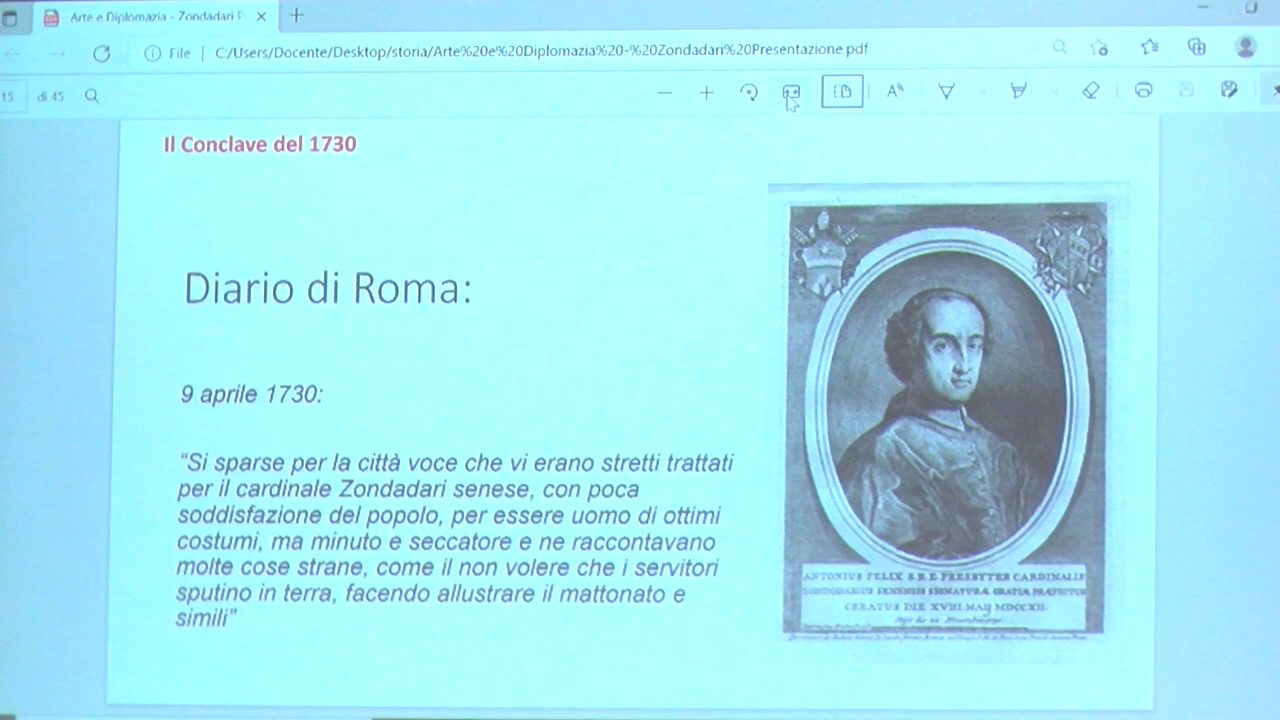 Arte e Diplomazia - Zondadari P
File
C:/Users/Docente/Desktop/storia/Arte%20e%20Diplomazia%20-%20Zondadari%20Presentazione.pdf
15 di 45
Il Conclave del 1730
Diario di Roma:
9 aprile 1730:
“Si sparse per la città voce che vi erano stretti trattati
per il cardinale Zondadari senese, con poca
soddisfazione del popolo, per essere uomo di ottimi
costumi, ma minuto e seccatore e ne raccontavano
molte cose strane, come il non volere che i servitori
sputino in terra, facendo allustrare il mattonato e
simili”
ANTONIUS FELIX S.R.E. PRESBYTER CARDINALIS
SENENSIS SIGNATURÆ GRATIÆ PRÆFECTUS
CREATUS DIE XVIII MAIJ MDCCXII.